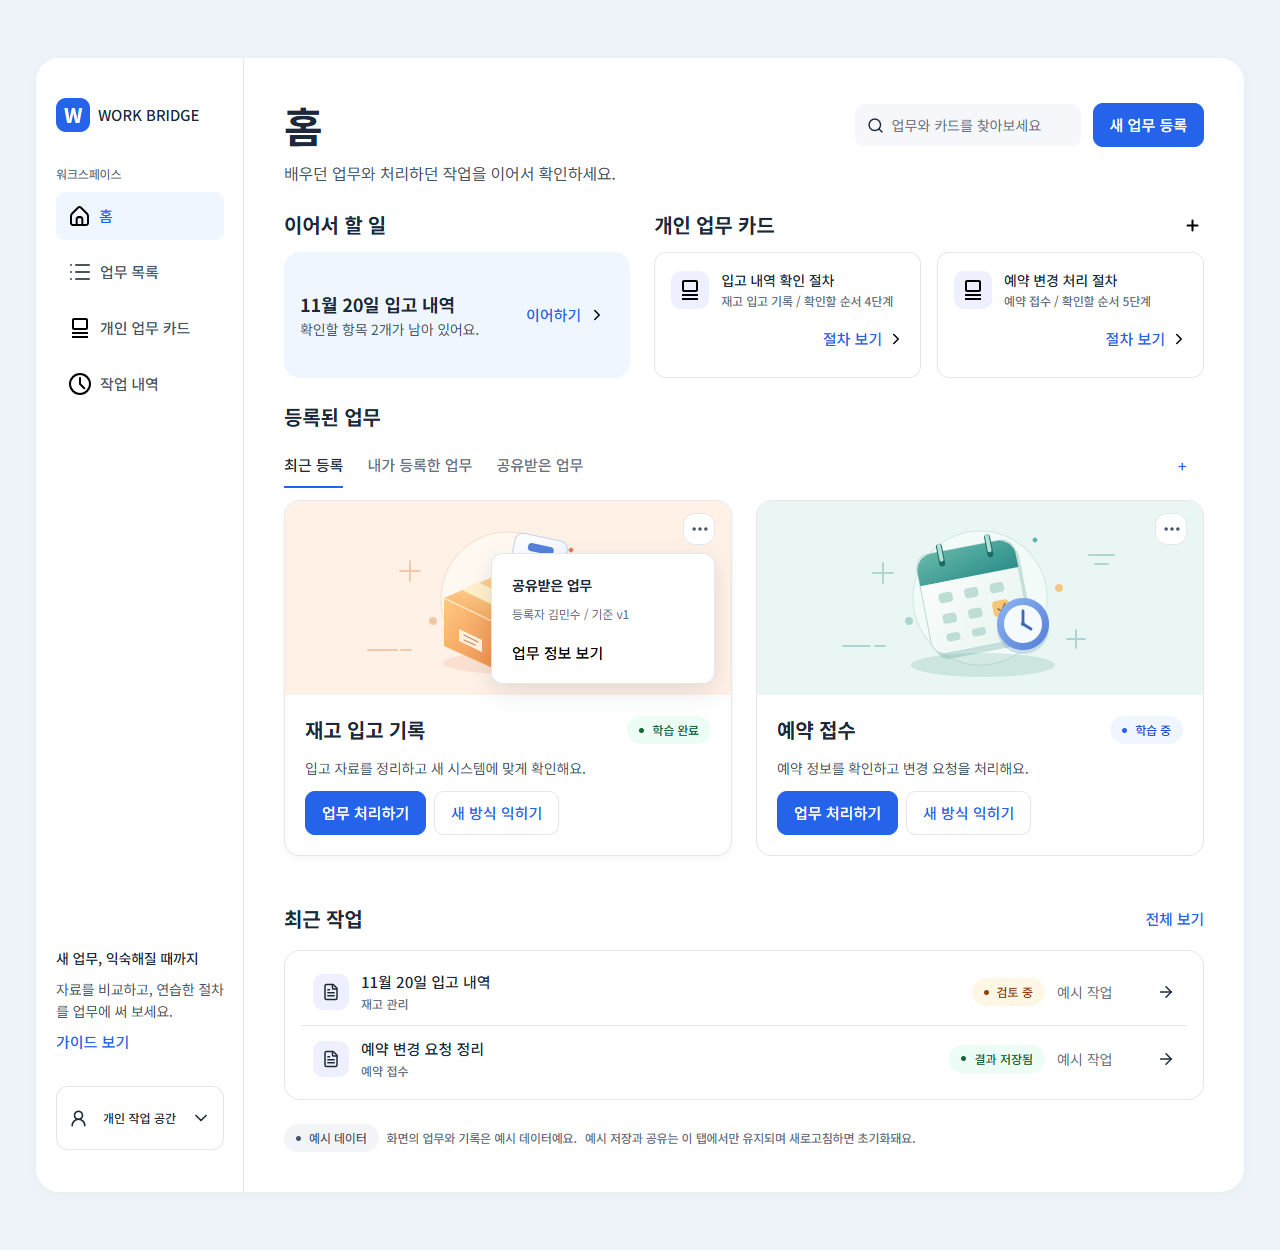 W WORK BRIDGE
워크스페이스
홈
업무 목록
개인 업무 카드
작업 내역
새 업무, 익숙해질 때까지
자료를 비교하고, 연습한 절차
를 업무에 써 보세요.
가이드 보기
개인 작업 공간
홈
업무와 카드를 찾아보세요
새 업무 등록
배우던 업무와 처리하던 작업을 이어서 확인하세요.
이어서 할 일
11월 20일 입고 내역
확인할 항목 2개가 남아 있어요.
이어하기
개인 업무 카드
+
입고 내역 확인 절차
재고 입고 기록 / 확인할 순서 4단계
절차 보기
예약 변경 처리 절차
예약 접수 / 확인할 순서 5단계
절차 보기
등록된 업무
최근 등록
내가 등록한 업무
공유받은 업무
+
공유받은 업무
등록자 김민수 / 기준 v1
업무 정보 보기
재고 입고 기록
학습 완료
입고 자료를 정리하고 새 시스템에 맞게 확인해요.
업무 처리하기
새 방식 익히기
예약 접수
학습 중
예약 정보를 확인하고 변경 요청을 처리해요.
업무 처리하기
새 방식 익히기
최근 작업
전체 보기
11월 20일 입고 내역
재고 관리
검토 중
예시 작업
예약 변경 요청 정리
예약 접수
결과 저장됨
예시 작업
예시 데이터
화면의 업무와 기록은 예시 데이터예요. 예시 저장과 공유는 이 탭에서만 유지되며 새로고침하면 초기화돼요.